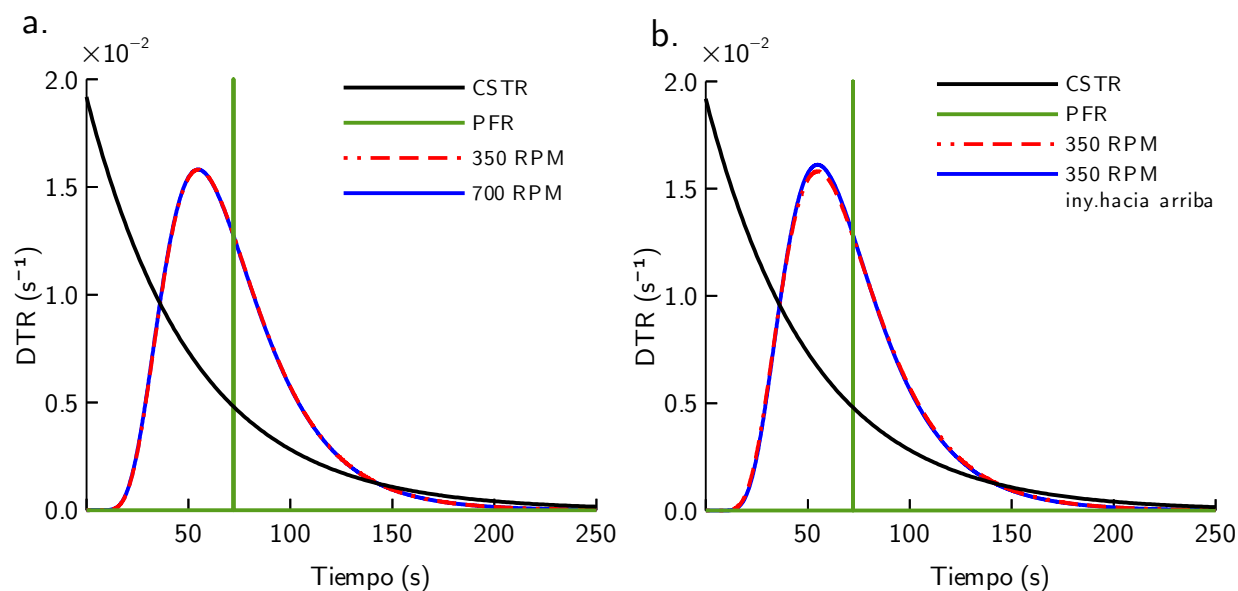 a.
×10⁻²
2.0
1.5
1.0
0.5
0.0
50
100
150
200
250
DTR (s⁻¹)
Tiempo (s)
CSTR
PFR
350 RPM
700 RPM
b.
×10⁻²
2.0
1.5
1.0
0.5
0.0
50
100
150
200
250
DTR (s⁻¹)
Tiempo (s)
CSTR
PFR
350 RPM
350 RPM
iny.hacia arriba